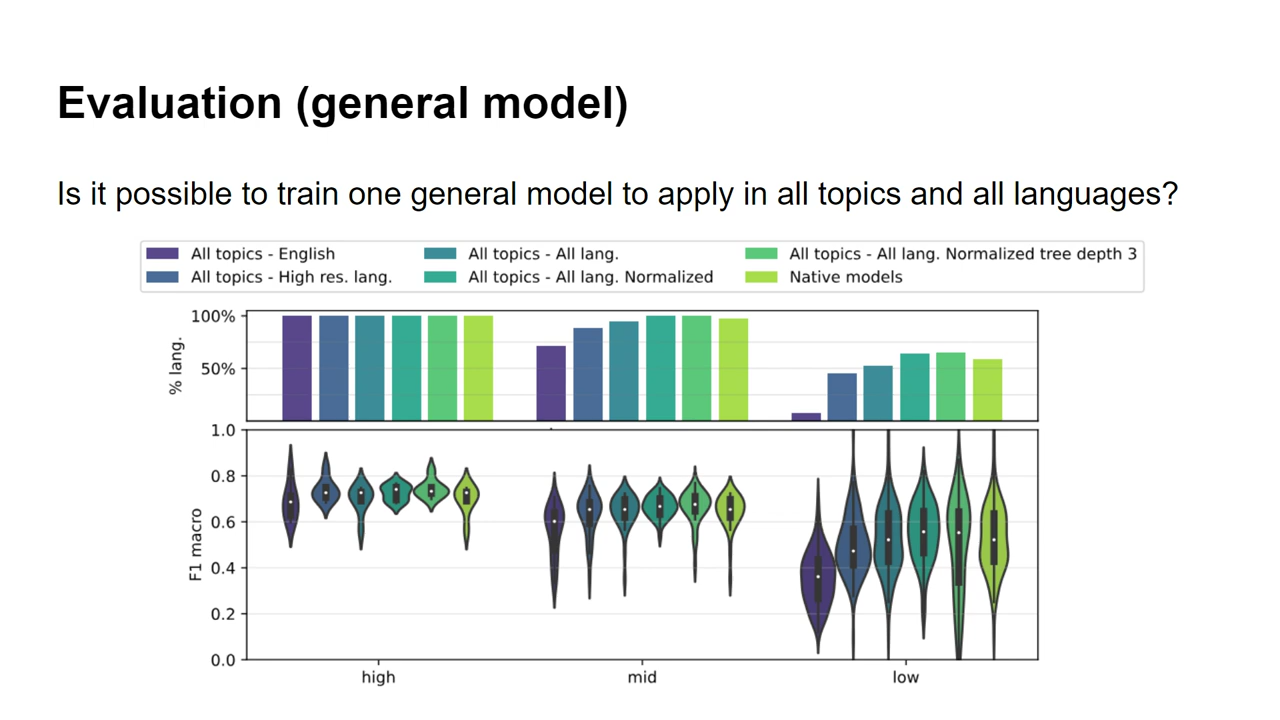 Evaluation (general model)
Is it possible to train one general model to apply in all topics and all languages?
All topics - English
All topics - High res. lang.
All topics - All lang.
All topics - All lang. Normalized
All topics - All lang. Normalized tree depth 3
Native models
100%
50%
% lang.
1.0
0.8
0.6
0.4
0.2
0.0
F1 macro
high
mid
low